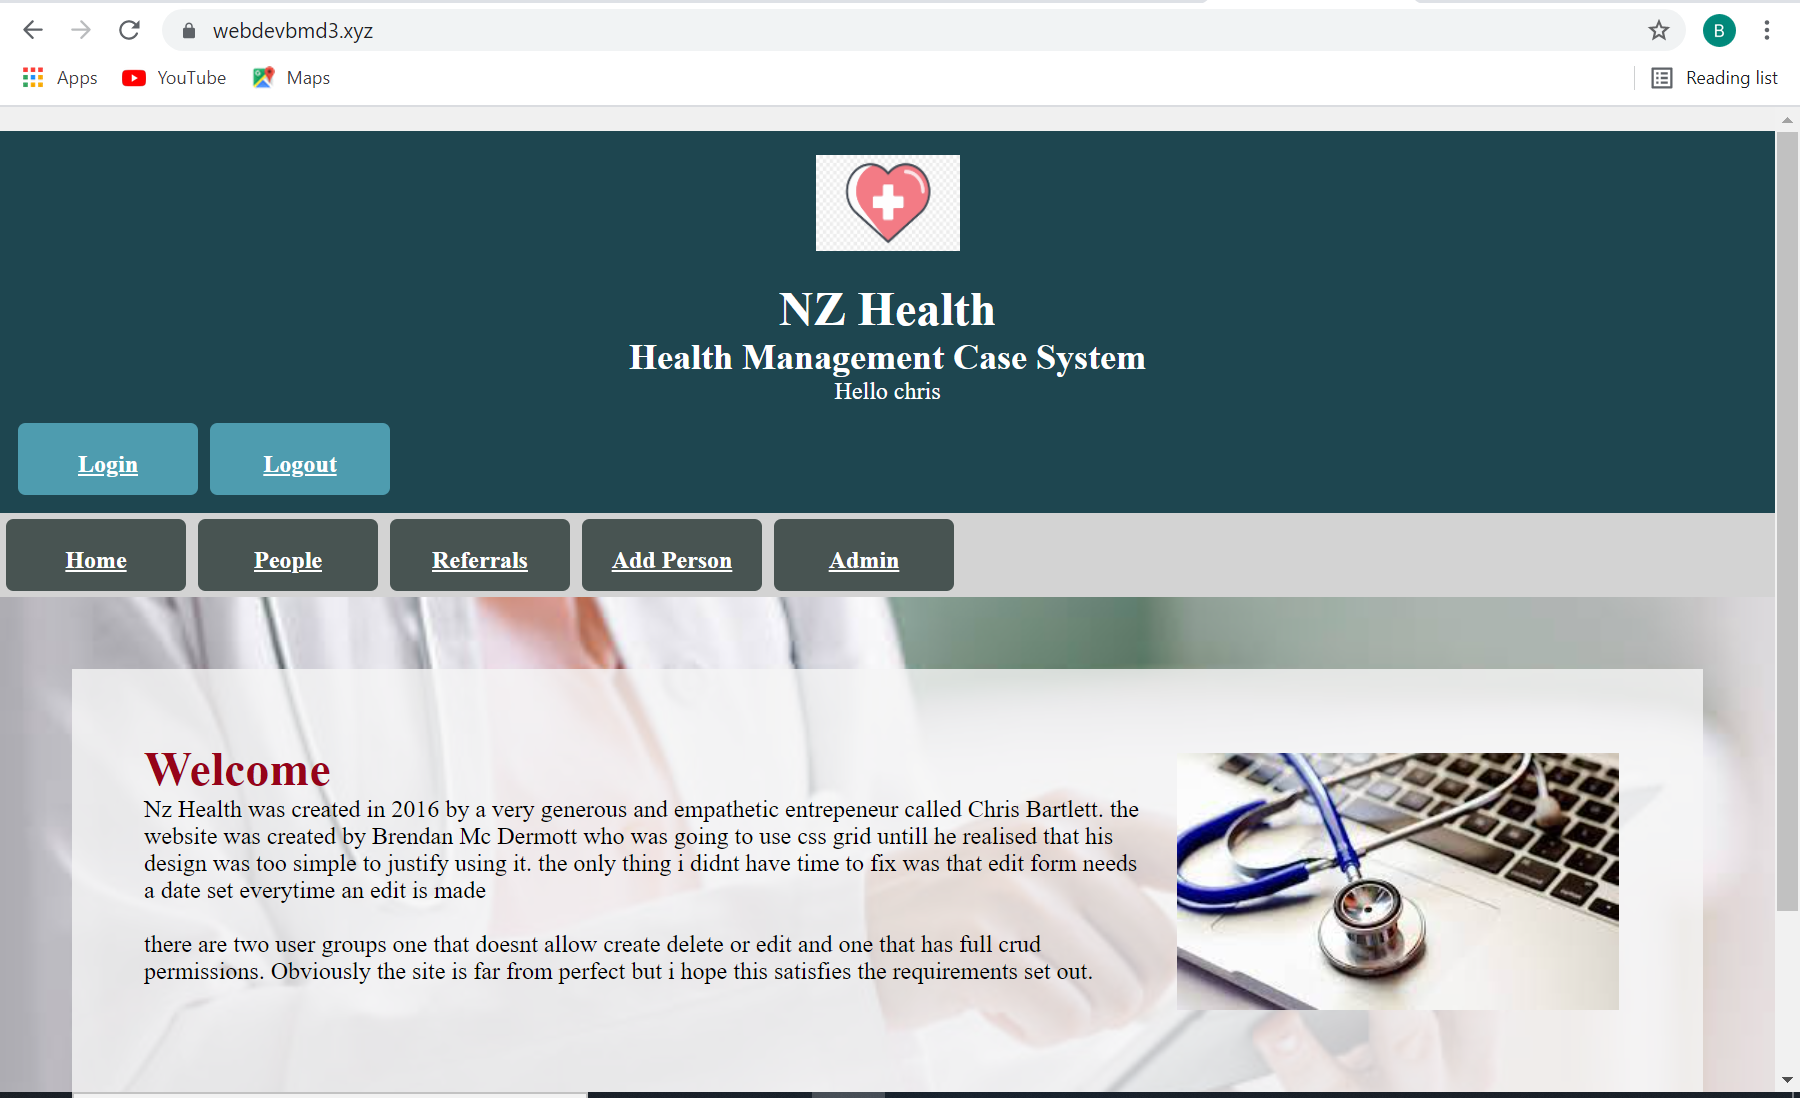 webdevbmd3.xyz
B
Apps YouTube Maps Reading list
NZ Health
Health Management Case System
Hello chris
Login Logout
Home People Referrals Add Person Admin
Welcome
Nz Health was created in 2016 by a very generous and empathetic entrepeneur called Chris Bartlett. the
website was created by Brendan Mc Dermott who was going to use css grid untill he realised that his
design was too simple to justify using it. the only thing i didnt have time to fix was that edit form needs
a date set everytime an edit is made
there are two user groups one that doesnt allow create delete or edit and one that has full crud
permissions. Obviously the site is far from perfect but i hope this satisfies the requirements set out.